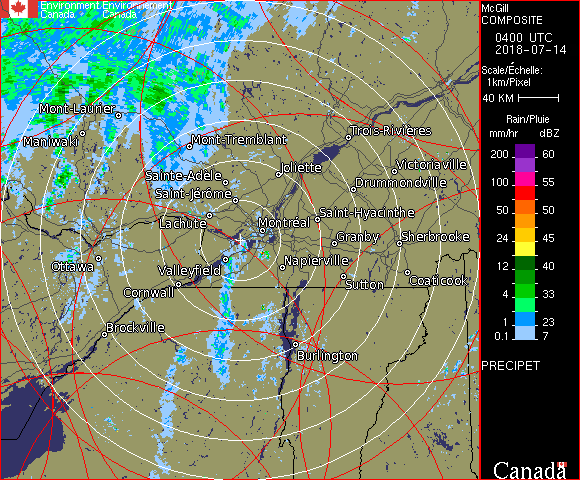 Environment Environnement
Canada Canada
McGill
COMPOSITE
0400 UTC
2018-07-14
Scale/Échelle:
1km/Pixel
40 KM
Rain/Pluie
mm/hr dBZ
200 60
100 55
50 50
24 45
12 40
4 33
1 23
0.1 7
PRECIPET
Canada
Mont-Laurier
Maniwaki
Mont-Tremblant
Trois-Rivières
Joliette
Victoriaville
Sainte-Adèle
Drummondville
Saint-Jérôme
Lachute
Saint-Hyacinthe
Montréal
Granby
Sherbrooke
Ottawa
Valleyfield
Napierville
Sutton
Coaticook
Cornwall
Brockville
Burlington